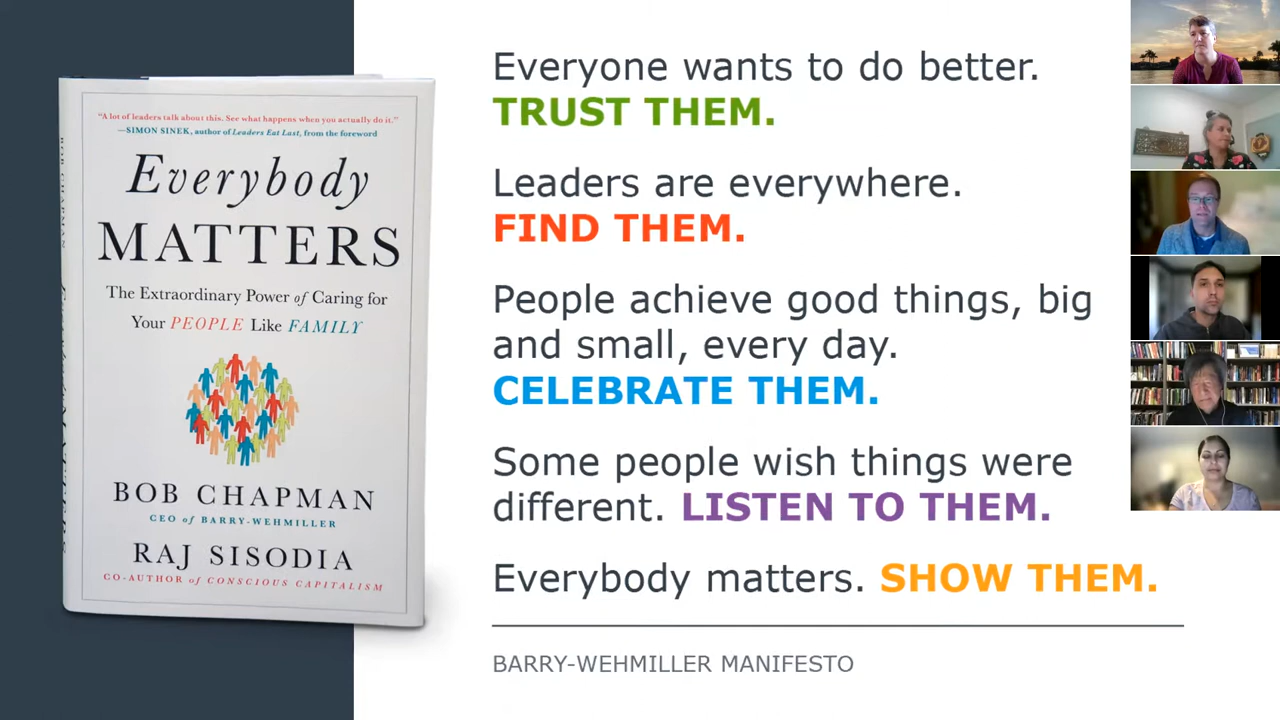 "A lot of leaders talk about this. See what happens when you actually do it."
—SIMON SINEK, author of Leaders Eat Last, from the foreword
Everybody
MATTERS
The Extraordinary Power of Caring for
Your PEOPLE Like FAMILY
BOB CHAPMAN
CEO of BARRY-WEHMILLER
RAJ SISODIA
CO-AUTHOR of CONSCIOUS CAPITALISM
Everyone wants to do better.
TRUST THEM.
Leaders are everywhere.
FIND THEM.
People achieve good things, big
and small, every day.
CELEBRATE THEM.
Some people wish things were
different. LISTEN TO THEM.
Everybody matters. SHOW THEM.
BARRY-WEHMILLER MANIFESTO